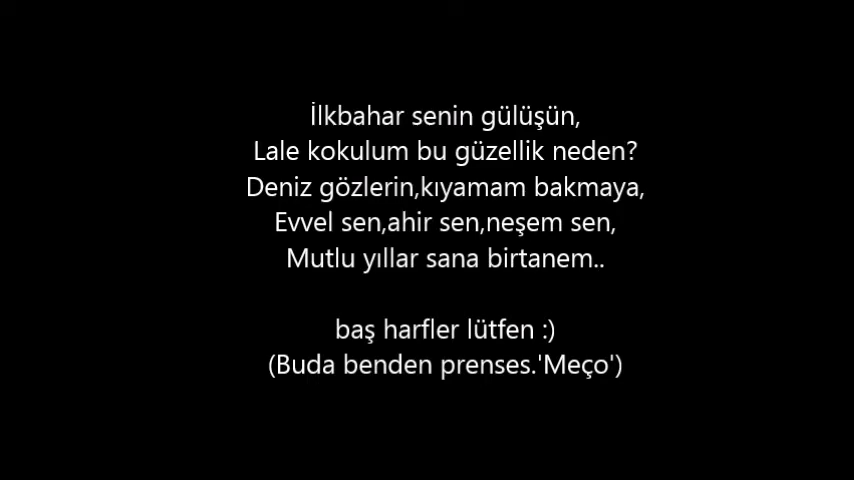 İlkbahar senin gülüşün,
Lale kokulum bu güzellik neden?
Deniz gözlerin,kıyamam bakmaya,
Evvel sen,ahir sen,neşem sen,
Mutlu yıllar sana birtanem..
baş harfler lütfen :)
(Buda benden prenses.'Meço')